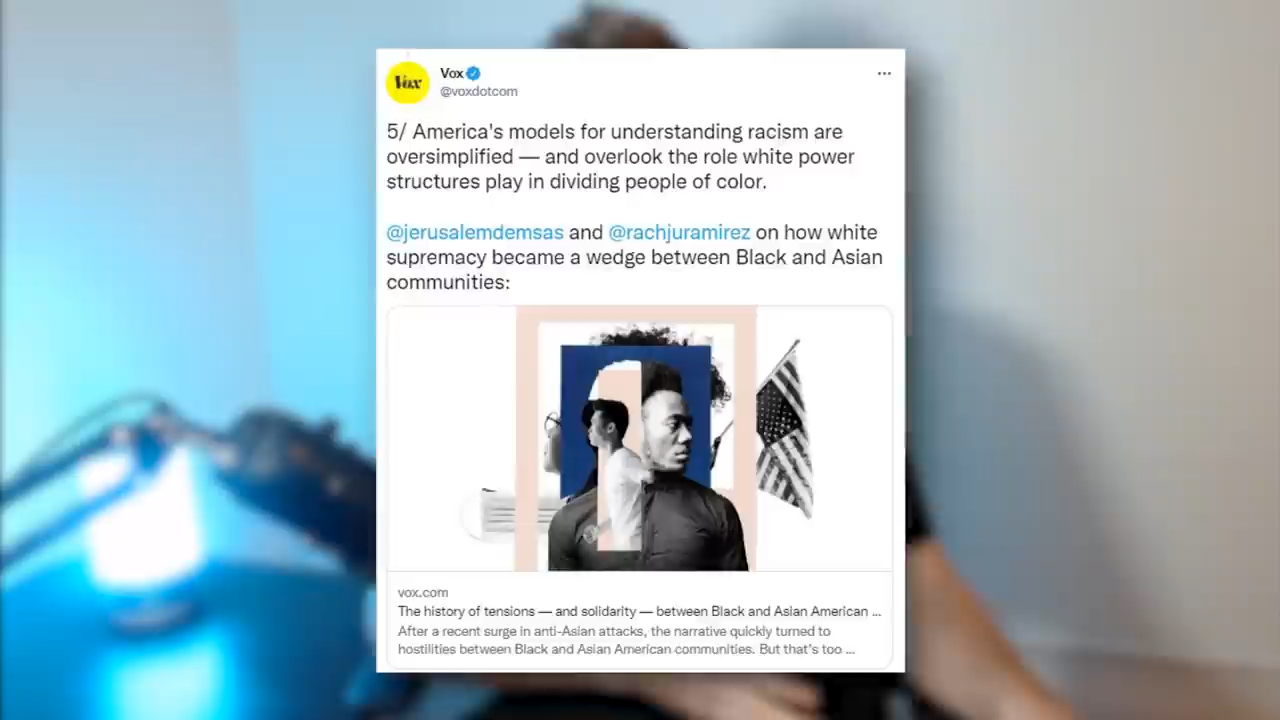 Vox
Vox
@voxdotcom
5/ America's models for understanding racism are
oversimplified — and overlook the role white power
structures play in dividing people of color.
@jerusalemdemsas and @rachjuramirez on how white
supremacy became a wedge between Black and Asian
communities:
vox.com
The history of tensions — and solidarity — between Black and Asian American ...
After a recent surge in anti-Asian attacks, the narrative quickly turned to
hostilities between Black and Asian American communities. But that's too ...